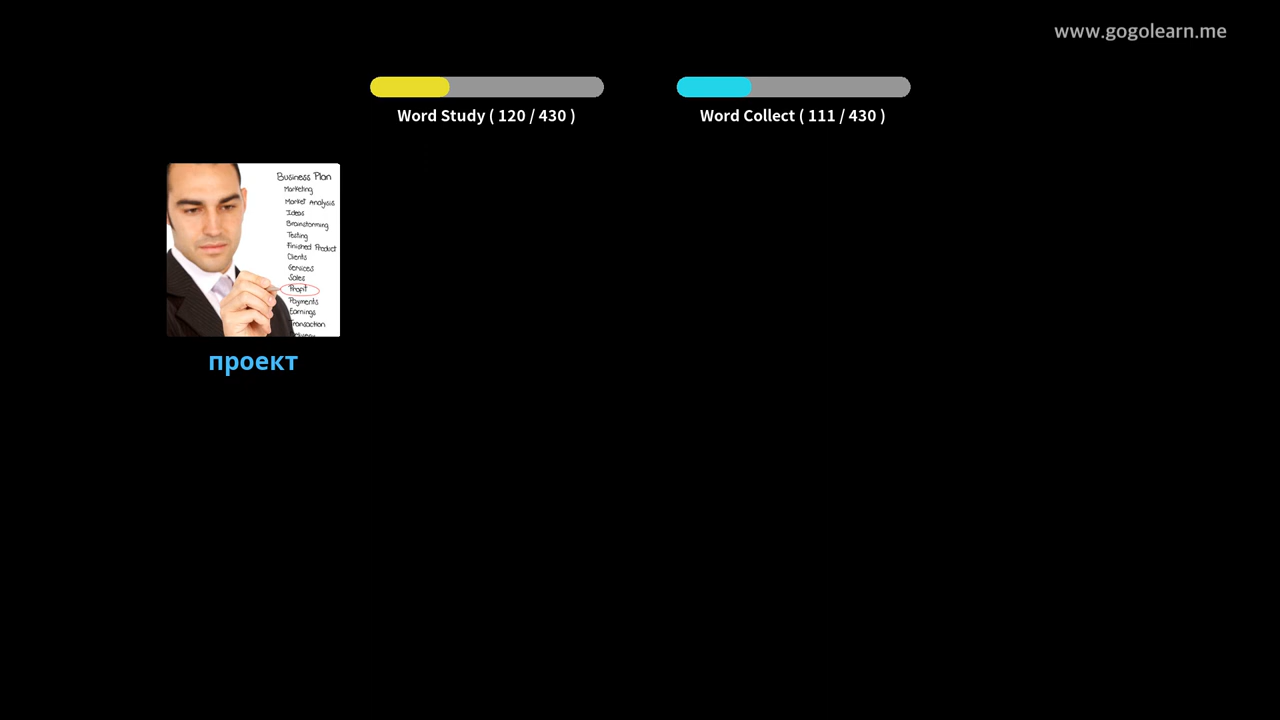 www.gogolearn.me
Word Study ( 120 / 430 )
Word Collect ( 111 / 430 )
Business Plan
Marketing
Market Analysis
Ideas
Brainstorming
Testing
Finished Product
Clients
Services
Sales
Profit
Payments
Earnings
Transaction
Delivery
проект